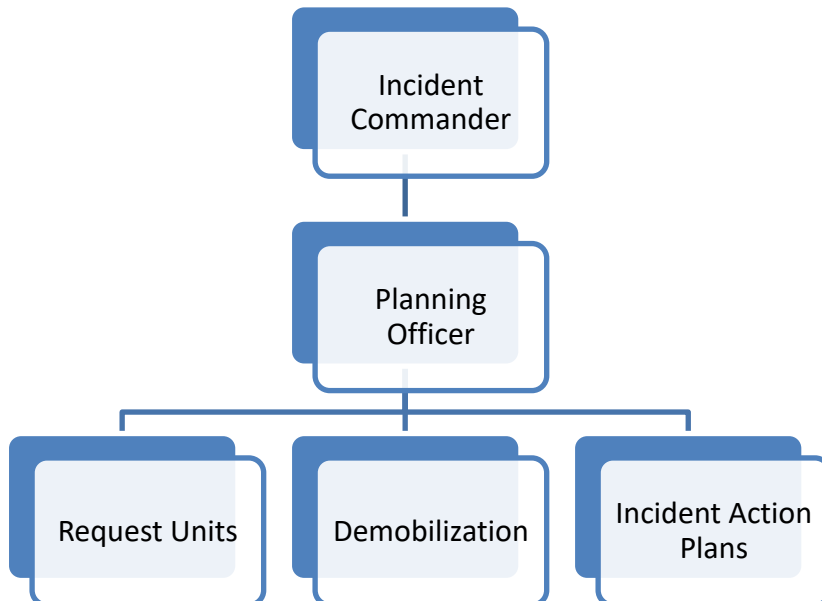 Incident
Commander
Planning
Officer
Request Units
Demobilization
Incident Action
Plans